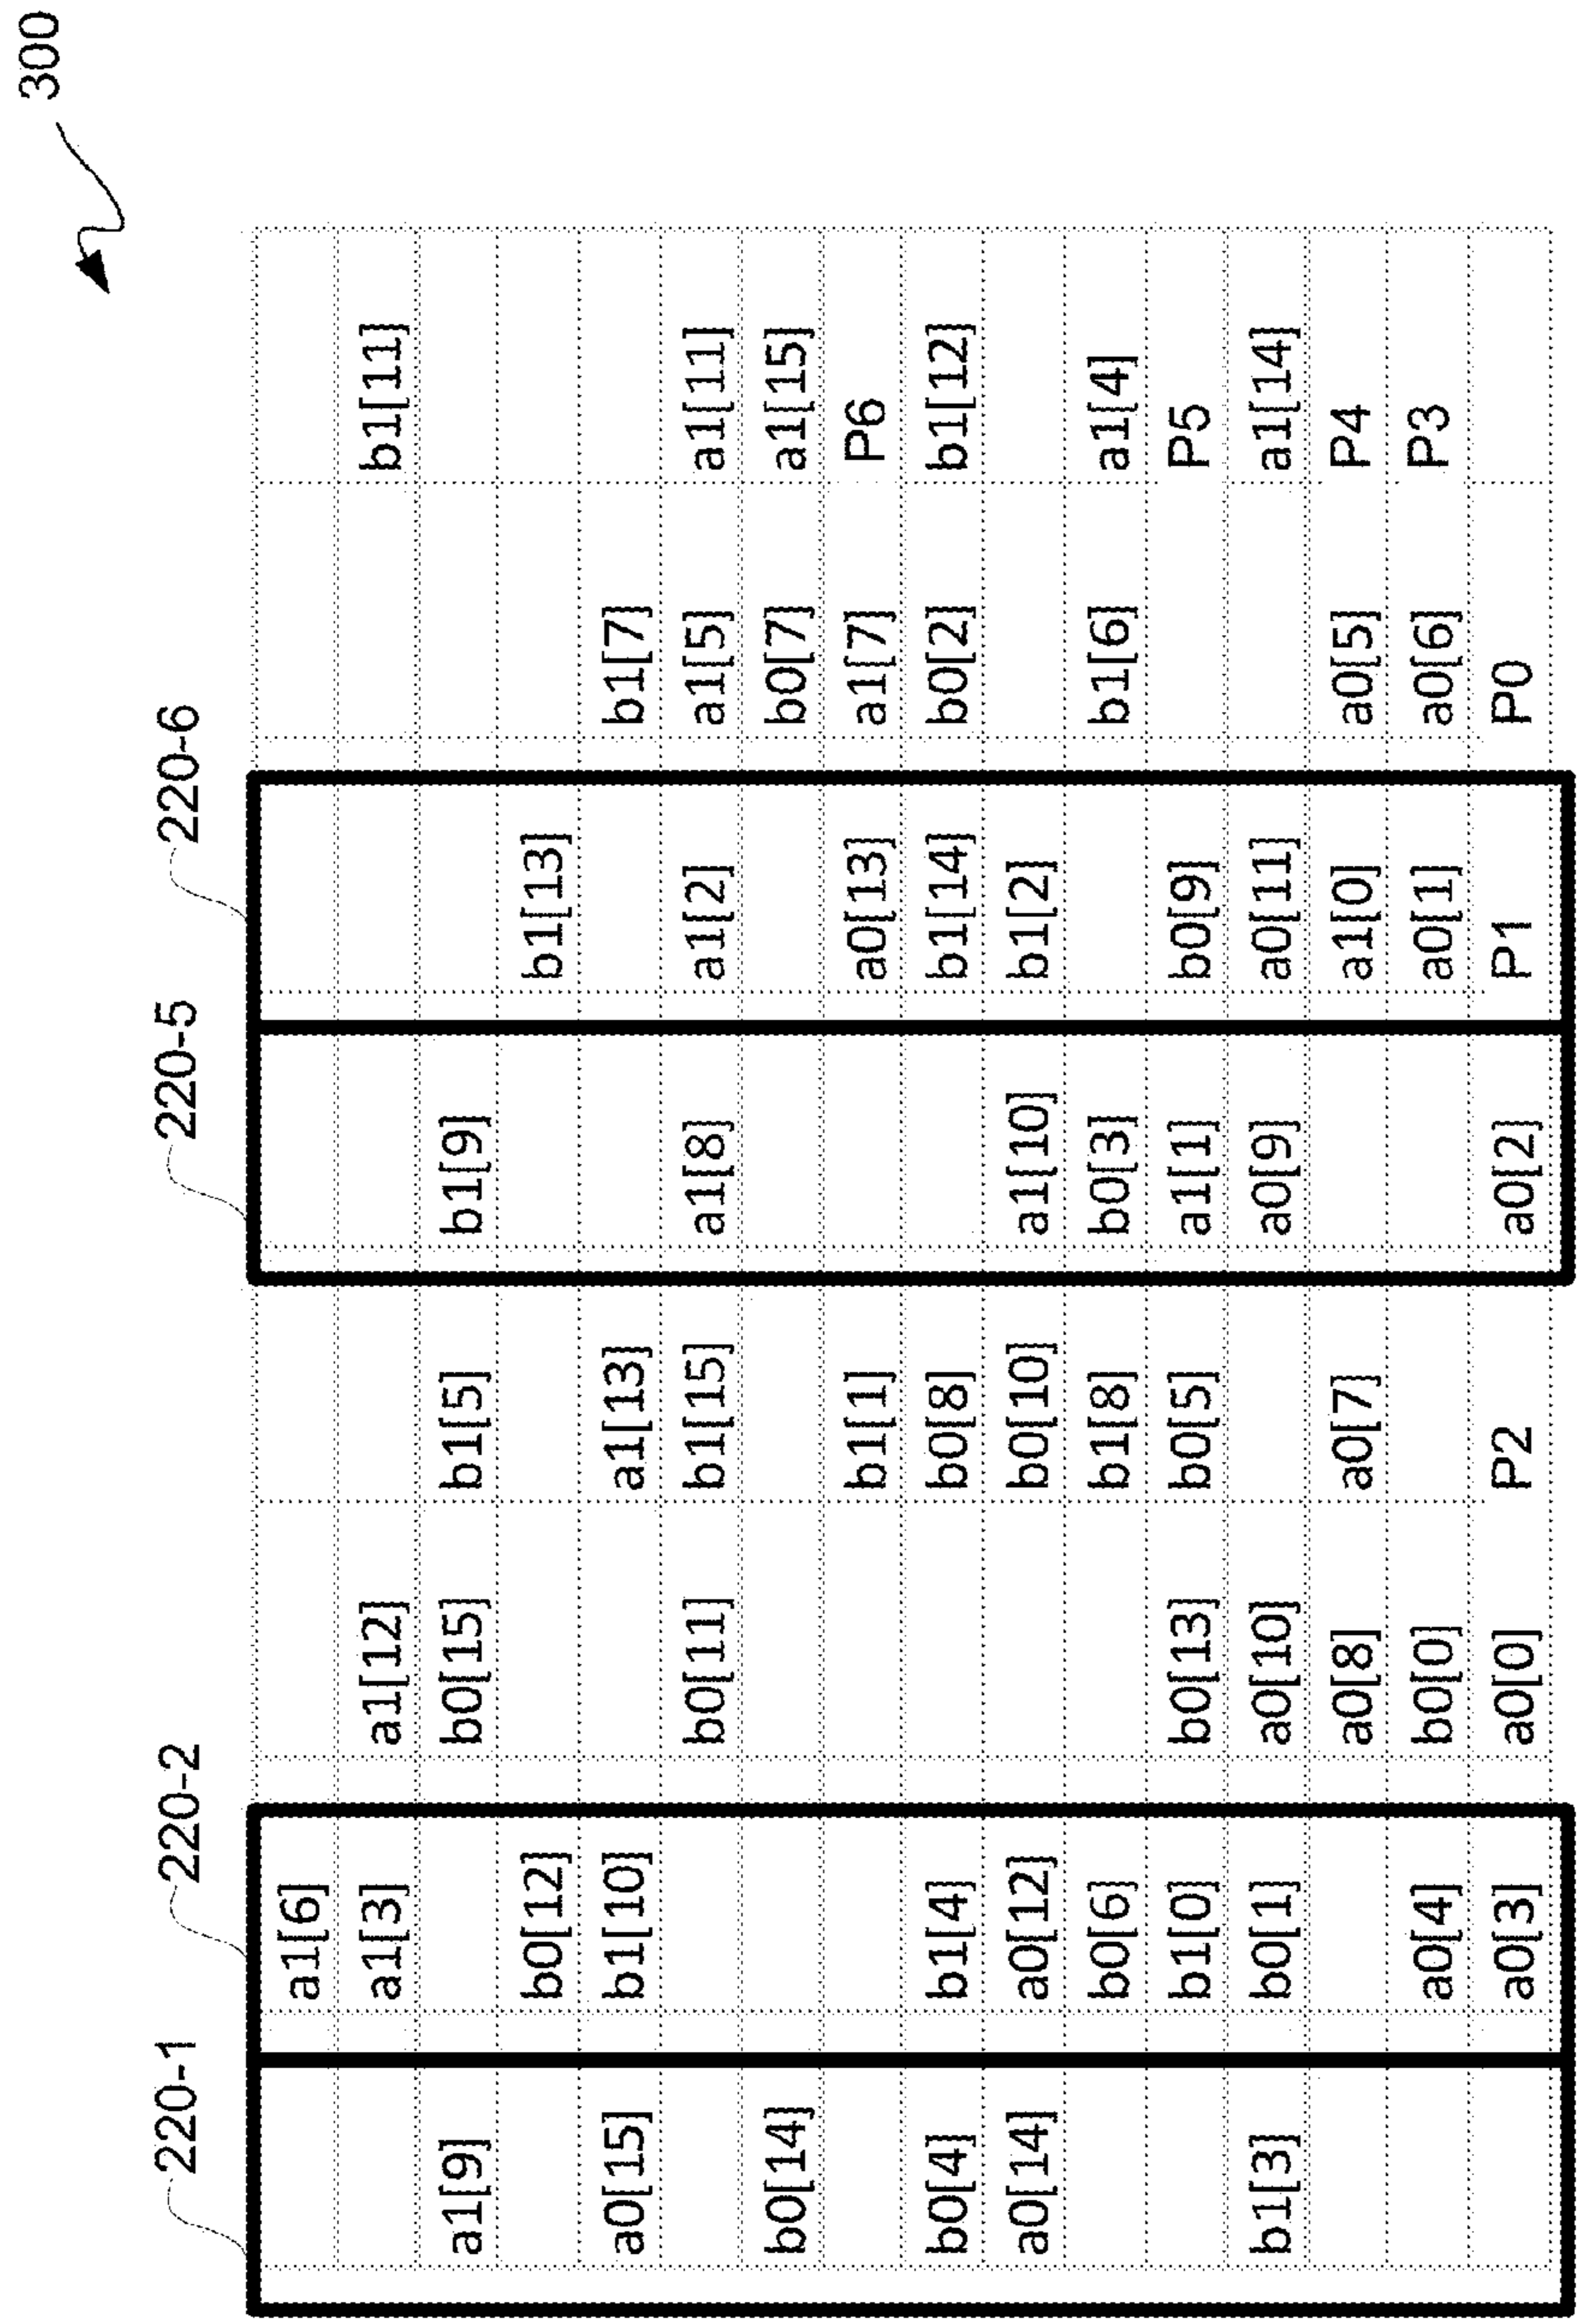 300
220-1 220-2 220-5 220-6
a1[6]
a1[3] a1[12] b1[11]
a1[9] b0[15] b1[5] b1[9]
b0[12] b1[13]
a0[15] b1[10] a1[13] b1[7]
b0[11] b1[15] a1[8] a1[2] a1[5] a1[11]
b0[14] b0[7] a1[15]
b1[1] a0[13] a1[7] P6
b0[4] b1[4] b0[8] b1[14] b0[2] b1[12]
a0[14] a0[12] b0[10] a1[10] b1[2]
b0[6] b1[8] b0[3] b1[6] a1[4]
b1[0] b0[13] b0[5] a1[1] b0[9] P5
b1[3] b0[1] a0[10] a0[9] a0[11] a1[14]
a0[8] a0[7] a1[0] a0[5] P4
a0[4] b0[0] a0[1] a0[6] P3
a0[3] a0[0] P2 a0[2] P1 P0